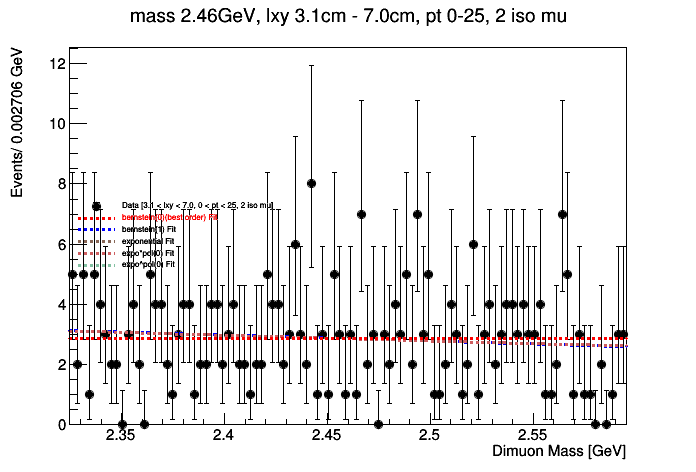 mass 2.46GeV, lxy 3.1cm - 7.0cm, pt 0-25, 2 iso mu
Events/ 0.002706 GeV
12
10
8
6
4
2
0
Data [3.1 < lxy < 7.0, 0 < pt < 25, 2 iso mu]
bernstein(0)(best order) Fit
bernstein(1) Fit
exponential Fit
expo*pol(0) Fit
expo*pol(0) Fit
2.35
2.4
2.45
2.5
2.55
Dimuon Mass [GeV]